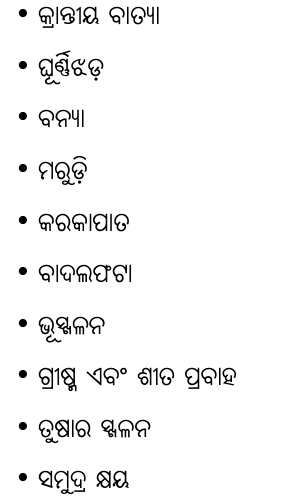 • କ୍ରାନ୍ତୀୟ ବାତ୍ୟା
• ଘୂର୍ଣ୍ଣିଝଡ଼
• ବନ୍ୟା
• ମରୁଡ଼ି
• କରକାପାତ
• ବାଦଲଫଟା
• ଭୂସ୍ଖଳନ
• ଗ୍ରୀଷ୍ମ ଏବଂ ଶୀତ ପ୍ରବାହ
• ତୁଷାର ସ୍ଖଳନ
• ସମୁଦ୍ର କ୍ଷୟ